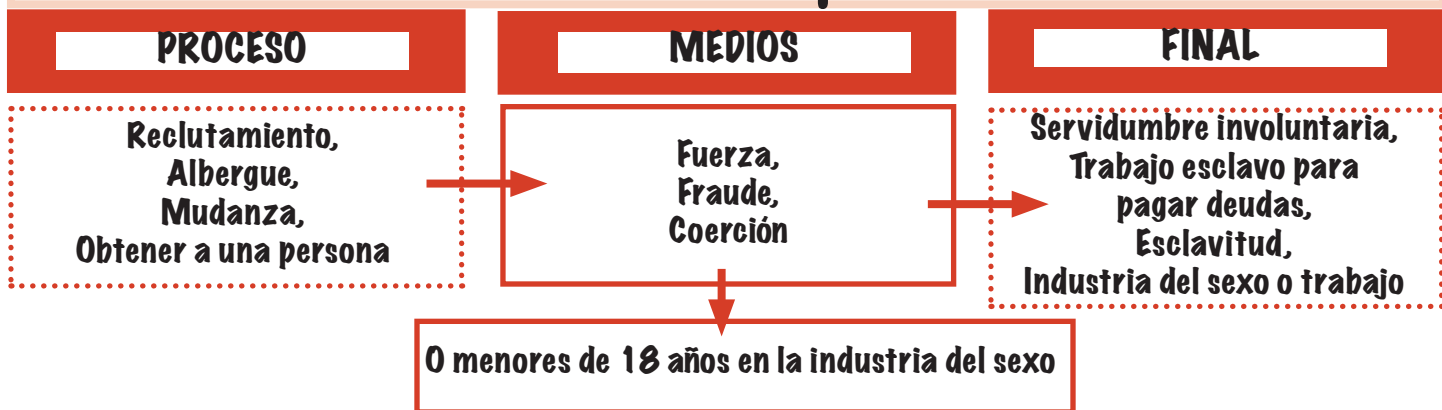 PROCESO
Reclutamiento,
Albergue,
Mudanza,
Obtener a una persona
MEDIOS
Fuerza,
Fraude,
Coerción
O menores de 18 años en la industria del sexo
FINAL
Servidumbre involuntaria,
Trabajo esclavo para
pagar deudas,
Esclavitud,
Industria del sexo o trabajo